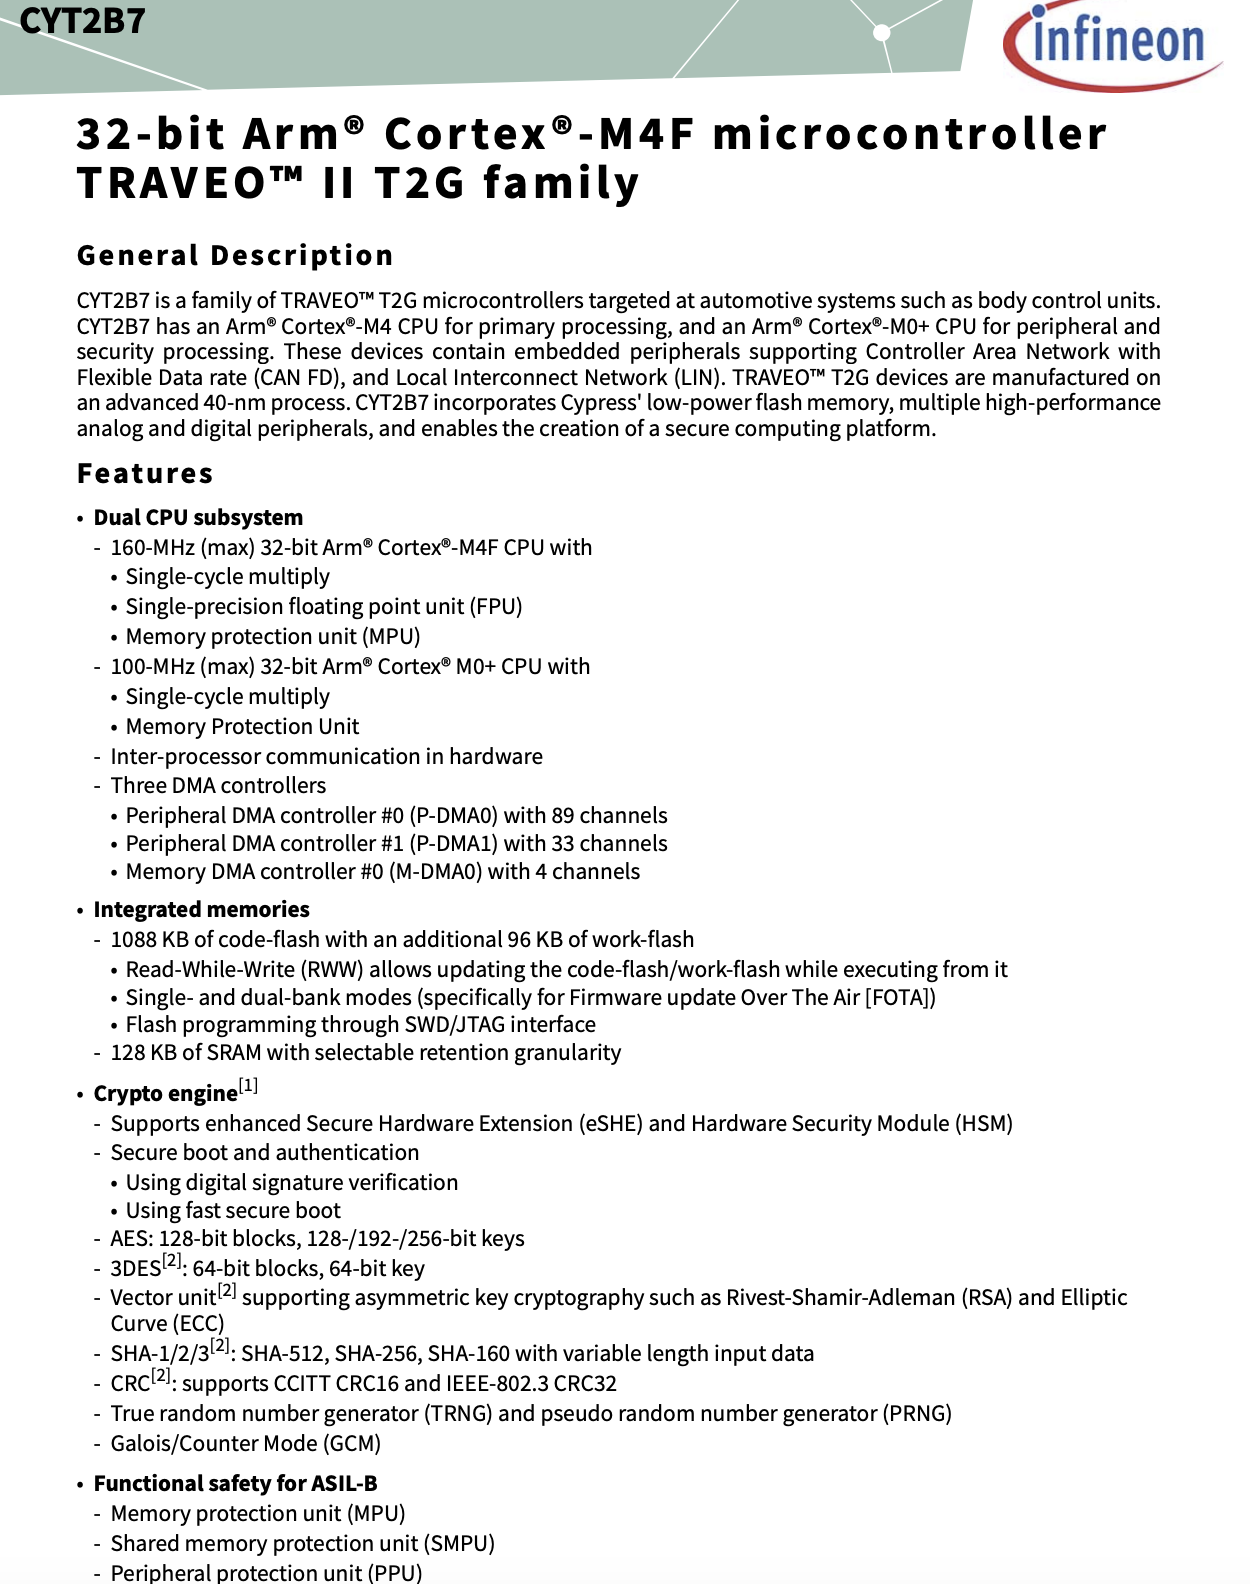 CYT2B7
infineon
32-bit Arm® Cortex®-M4F microcontroller
TRAVEO™ II T2G family
General Description
CYT2B7 is a family of TRAVEO™ T2G microcontrollers targeted at automotive systems such as body control units.
CYT2B7 has an Arm® Cortex®-M4 CPU for primary processing, and an Arm® Cortex®-M0+ CPU for peripheral and
security processing. These devices contain embedded peripherals supporting Controller Area Network with
Flexible Data rate (CAN FD), and Local Interconnect Network (LIN). TRAVEO™ T2G devices are manufactured on
an advanced 40-nm process. CYT2B7 incorporates Cypress' low-power flash memory, multiple high-performance
analog and digital peripherals, and enables the creation of a secure computing platform.
Features
• Dual CPU subsystem
- 160-MHz (max) 32-bit Arm® Cortex®-M4F CPU with
• Single-cycle multiply
• Single-precision floating point unit (FPU)
• Memory protection unit (MPU)
- 100-MHz (max) 32-bit Arm® Cortex® M0+ CPU with
• Single-cycle multiply
• Memory Protection Unit
- Inter-processor communication in hardware
- Three DMA controllers
• Peripheral DMA controller #0 (P-DMA0) with 89 channels
• Peripheral DMA controller #1 (P-DMA1) with 33 channels
• Memory DMA controller #0 (M-DMA0) with 4 channels
• Integrated memories
- 1088 KB of code-flash with an additional 96 KB of work-flash
• Read-While-Write (RWW) allows updating the code-flash/work-flash while executing from it
• Single- and dual-bank modes (specifically for Firmware update Over The Air [FOTA])
• Flash programming through SWD/JTAG interface
- 128 KB of SRAM with selectable retention granularity
• Crypto engine[1]
- Supports enhanced Secure Hardware Extension (eSHE) and Hardware Security Module (HSM)
- Secure boot and authentication
• Using digital signature verification
• Using fast secure boot
- AES: 128-bit blocks, 128-/192-/256-bit keys
- 3DES[2]: 64-bit blocks, 64-bit key
- Vector unit[2] supporting asymmetric key cryptography such as Rivest-Shamir-Adleman (RSA) and Elliptic
Curve (ECC)
- SHA-1/2/3[2]: SHA-512, SHA-256, SHA-160 with variable length input data
- CRC[2]: supports CCITT CRC16 and IEEE-802.3 CRC32
- True random number generator (TRNG) and pseudo random number generator (PRNG)
- Galois/Counter Mode (GCM)
• Functional safety for ASIL-B
- Memory protection unit (MPU)
- Shared memory protection unit (SMPU)
- Peripheral protection unit (PPU)